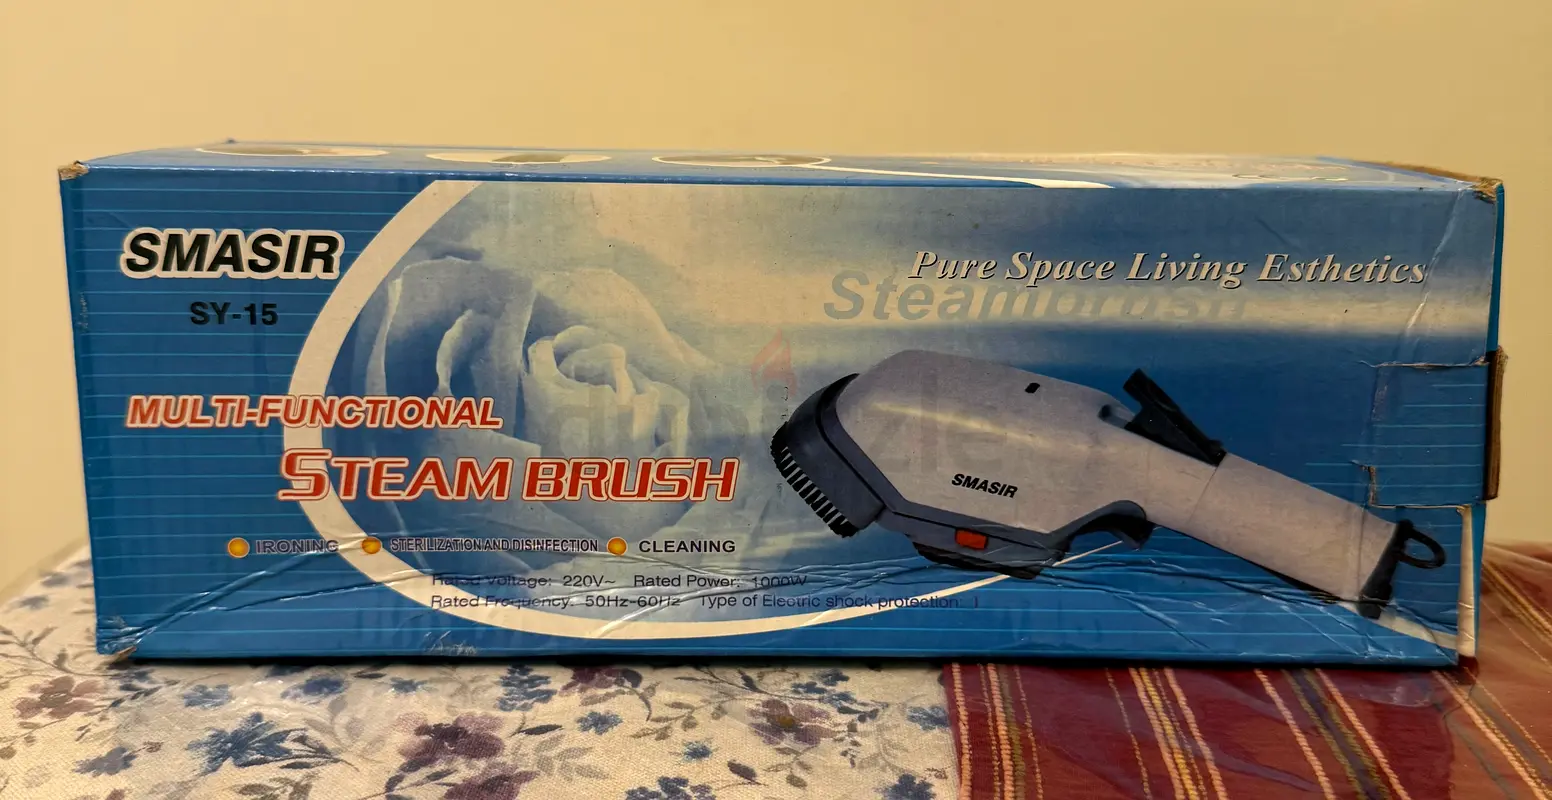 SMASIR
SY-15
Pure Space Living Esthetics
Steambrush
MULTI-FUNCTIONAL
STEAM BRUSH
SMASIR
IRONING STERILIZATION AND DISINFECTION CLEANING
Rated Voltage: 220V~ Rated Power: 1000W
Rated Frequency: 50Hz-60Hz Type of Electric shock protection: I
dubizzle